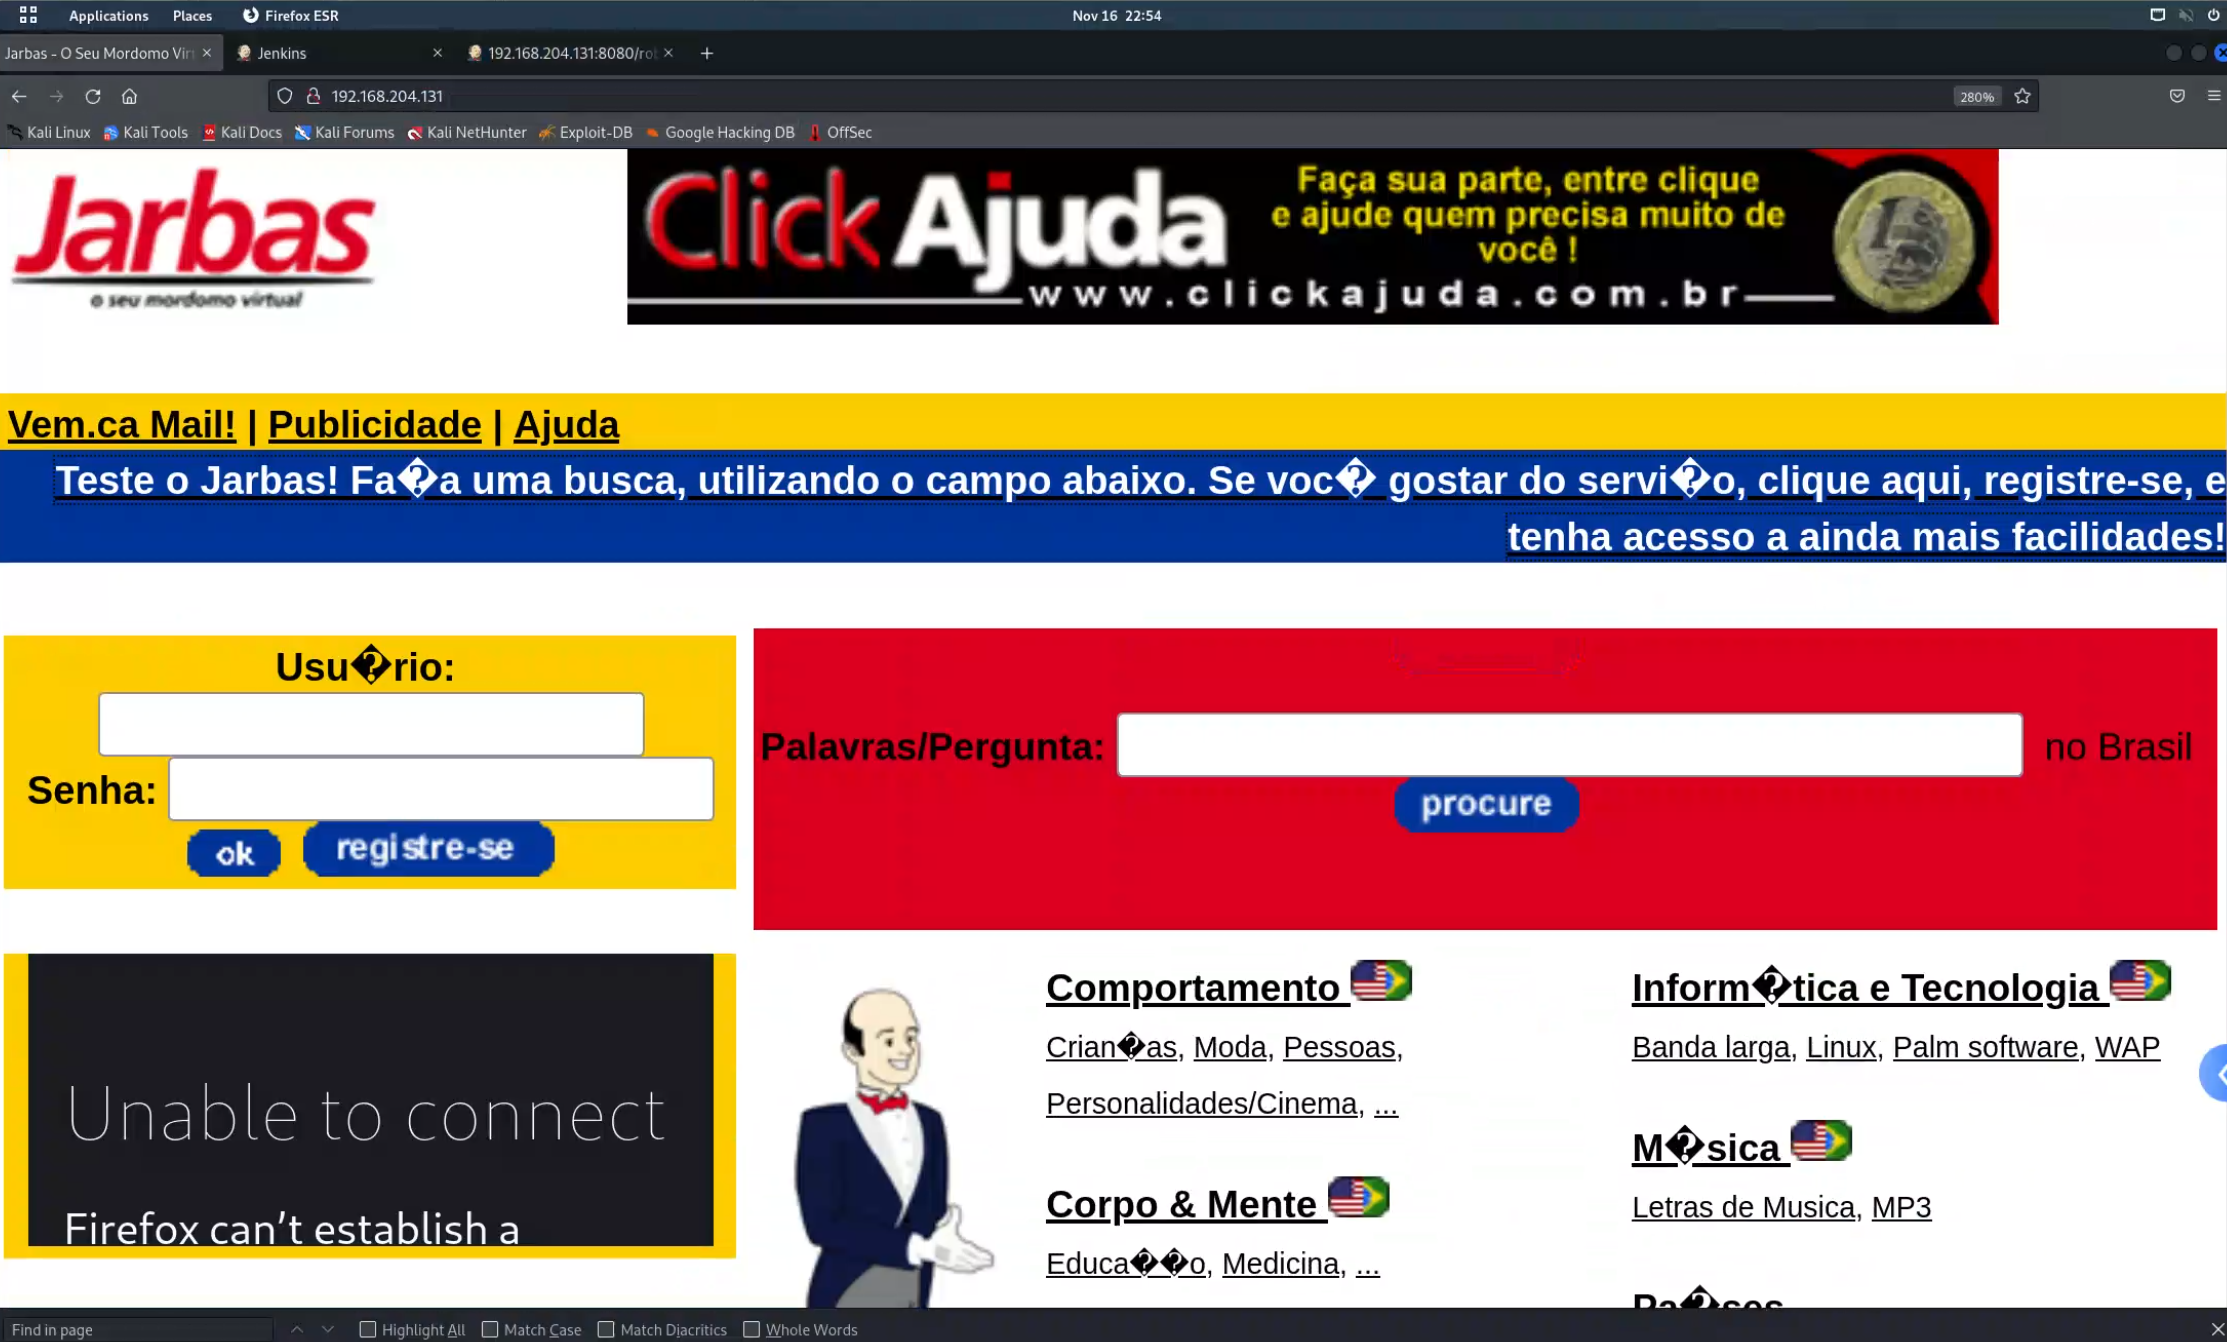 Applications Places Firefox ESR Nov 16 22:54
Jarbas - O Seu Mordomo Vir Jenkins 192.168.204.131:8080/ro
192.168.204.131 280%
Kali Linux Kali Tools Kali Docs Kali Forums Kali NetHunter Exploit-DB Google Hacking DB OffSec
Jarbas
o seu mordomo virtual
Click Ajuda
Faça sua parte, entre clique
e ajude quem precisa muito de
você !
www.clickajuda.com.br
Vem.ca Mail! | Publicidade | Ajuda
Teste o Jarbas! Fa�a uma busca, utilizando o campo abaixo. Se voc� gostar do servi�o, clique aqui, registre-se, e
tenha acesso a ainda mais facilidades!
Usu�rio:
Senha:
ok registre-se
Palavras/Pergunta: no Brasil
procure
Unable to connect
Firefox can’t establish a
Comportamento
Crian�as, Moda, Pessoas,
Personalidades/Cinema, ...
Corpo & Mente
Educa��o, Medicina, ...
Inform�tica e Tecnologia
Banda larga, Linux, Palm software, WAP
M�sica
Letras de Musica, MP3
Pa�ses
Find in page Highlight All Match Case Match Diacritics Whole Words